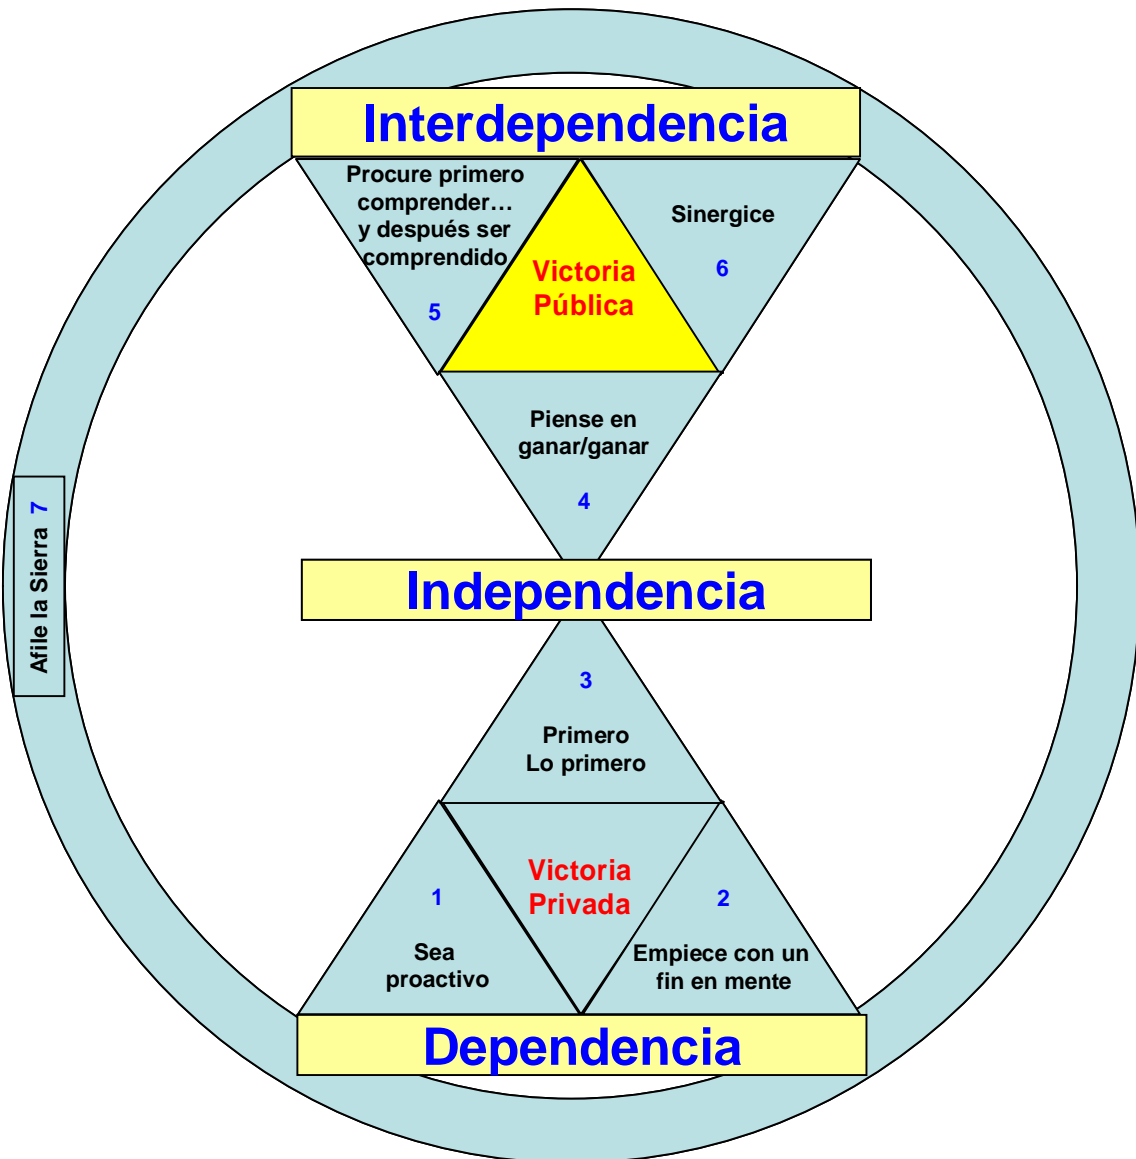 Interdependencia
Procure primero
comprender…
y después ser
comprendido
5
Victoria
Pública
Sinergice
6
Piense en
ganar/ganar
4
Afile la Sierra 7
Independencia
3
Primero
Lo primero
Victoria
Privada
1
Sea
proactivo
2
Empiece con un
fin en mente
Dependencia